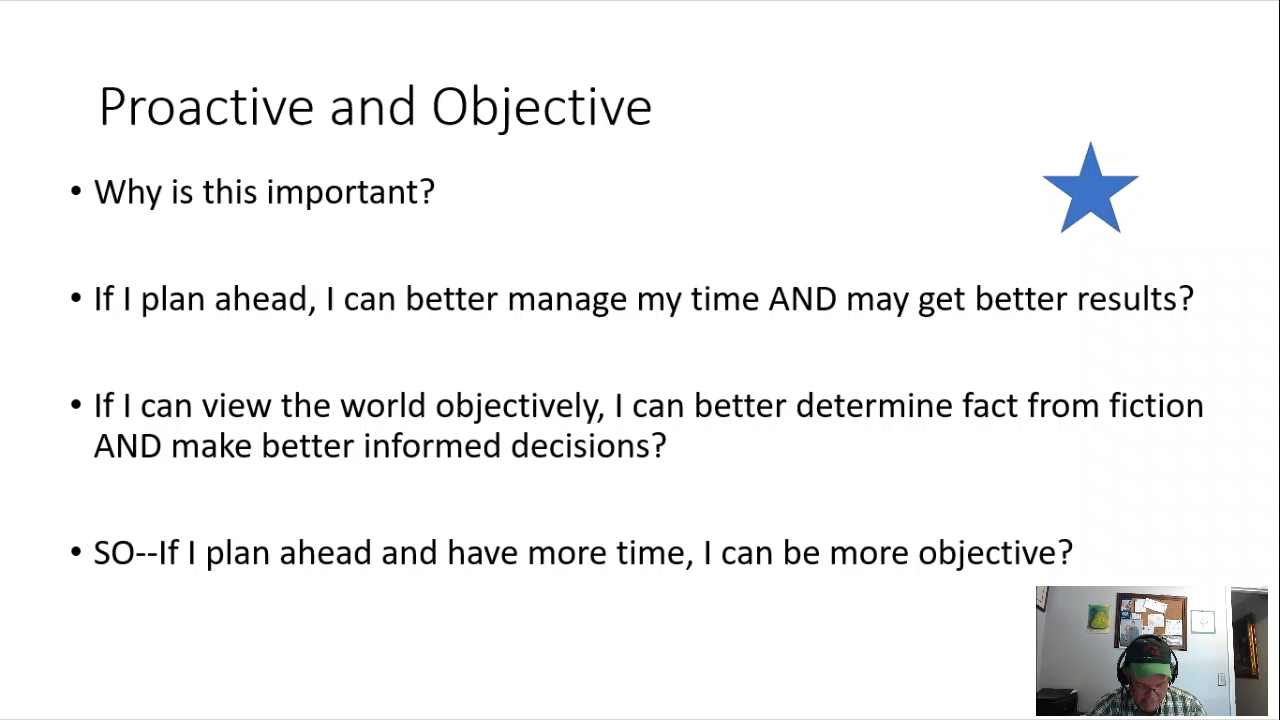 Proactive and Objective
• Why is this important?
• If I plan ahead, I can better manage my time AND may get better results?
• If I can view the world objectively, I can better determine fact from fiction
AND make better informed decisions?
• SO--If I plan ahead and have more time, I can be more objective?